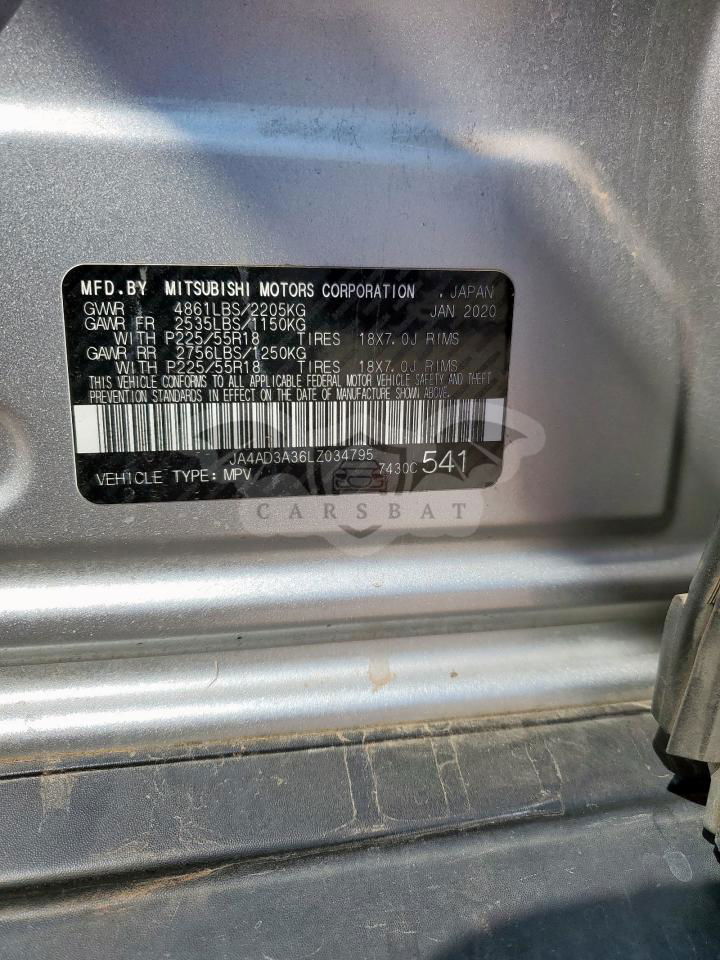 MFD.BY MITSUBISHI MOTORS CORPORATION , JAPAN
GVWR 4861LBS/2205KG JAN 2020
GAWR FR 2535LBS/1150KG
WITH P225/55R18 TIRES 18X7.0J RIMS
GAWR RR 2756LBS/1250KG
WITH P225/55R18 TIRES 18X7.0J RIMS
THIS VEHICLE CONFORMS TO ALL APPLICABLE FEDERAL MOTOR VEHICLE SAFETY AND THEFT
PREVENTION STANDARDS IN EFFECT ON THE DATE OF MANUFACTURE SHOWN ABOVE.
JA4AD3A36LZ034795 7430C 541
VEHICLE TYPE: MPV
CARSBAT